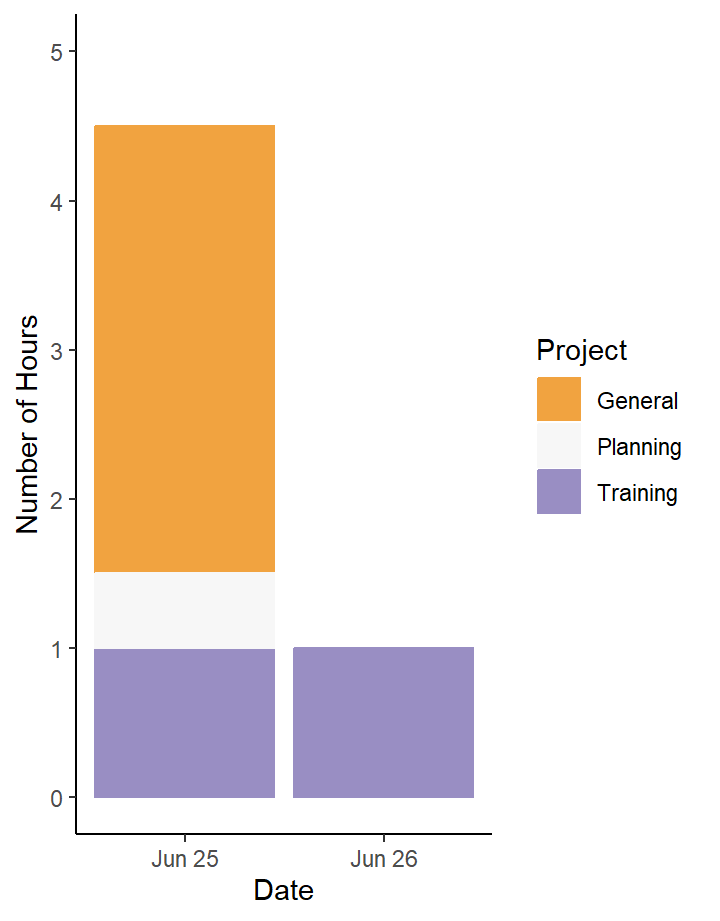 5
4
3
2
1
0
Number of Hours
Jun 25
Jun 26
Date
Project
General
Planning
Training